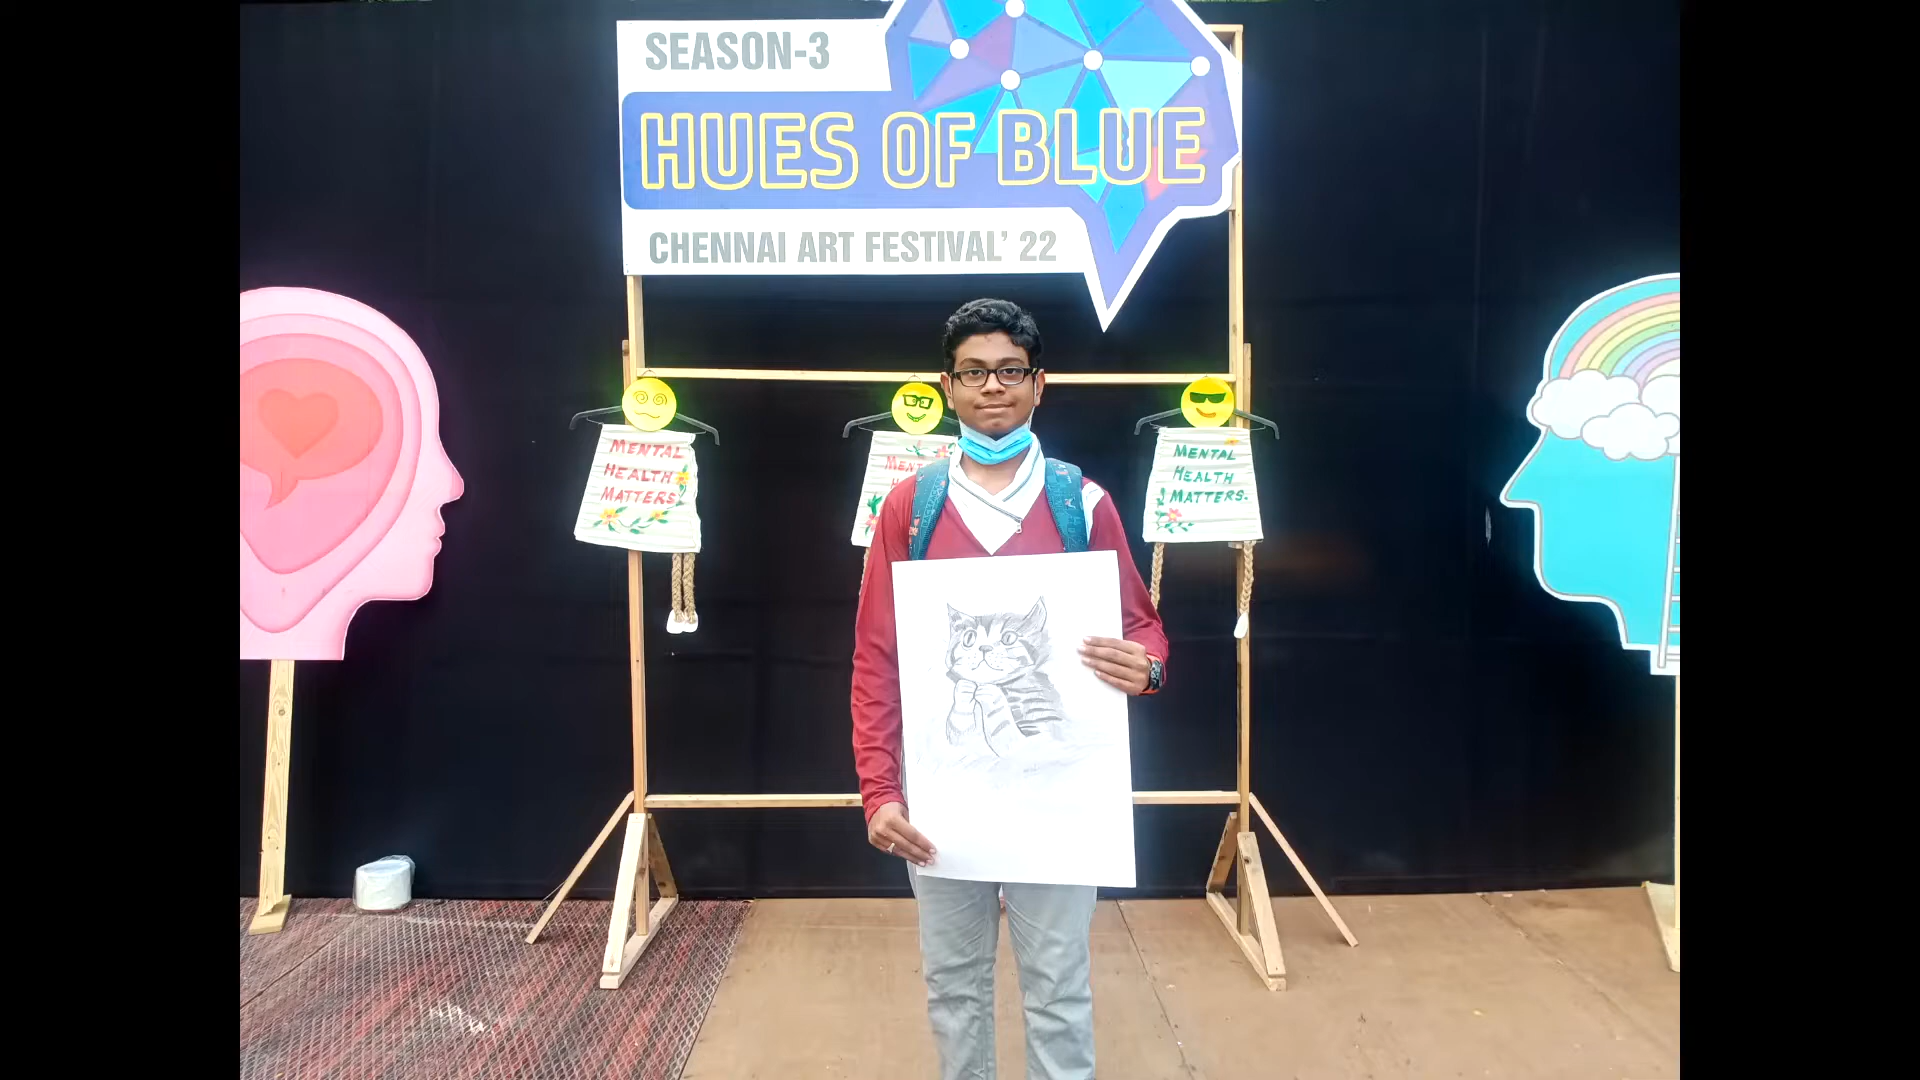 SEASON-3
HUES OF BLUE
CHENNAI ART FESTIVAL' 22
MENTAL
HEALTH
MATTERS
MENTAL
HEALTH
MATTERS.